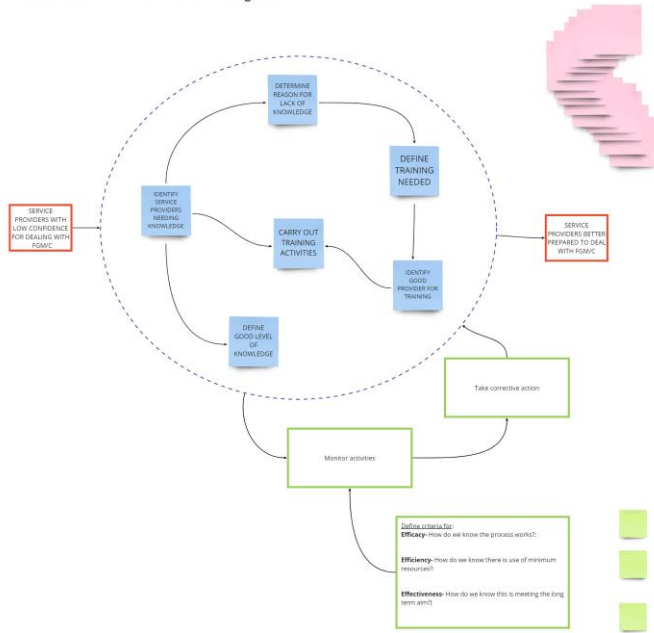 DETERMINE
REASON FOR
LACK OF
KNOWLEDGE
DEFINE
TRAINING
NEEDED
IDENTIFY
SERVICE
PROVIDERS
NEEDING
KNOWLEDGE
SERVICE
PROVIDERS WITH
LOW CONFIDENCE
FOR DEALING WITH
FGM/C
CARRY OUT
TRAINING
ACTIVITIES
SERVICE
PROVIDERS BETTER
PREPARED TO DEAL
WITH FGM/C
IDENTIFY
GOOD
PROVIDER FOR
TRAINING
DEFINE
GOOD LEVEL
OF
KNOWLEDGE
Take corrective action
Monitor activities
Define criteria for:
Efficacy- How do we know the process works?:
Efficiency- How do we know there is use of minimum
resources?:
Effectiveness- How do we know this is meeting the long
term aim?)